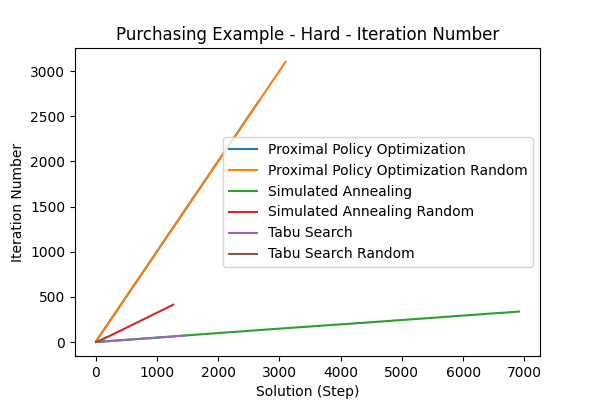 Purchasing Example - Hard - Iteration Number
Iteration Number
3000
2500
2000
1500
1000
500
0
Proximal Policy Optimization
Proximal Policy Optimization Random
Simulated Annealing
Simulated Annealing Random
Tabu Search
Tabu Search Random
0 1000 2000 3000 4000 5000 6000 7000
Solution (Step)